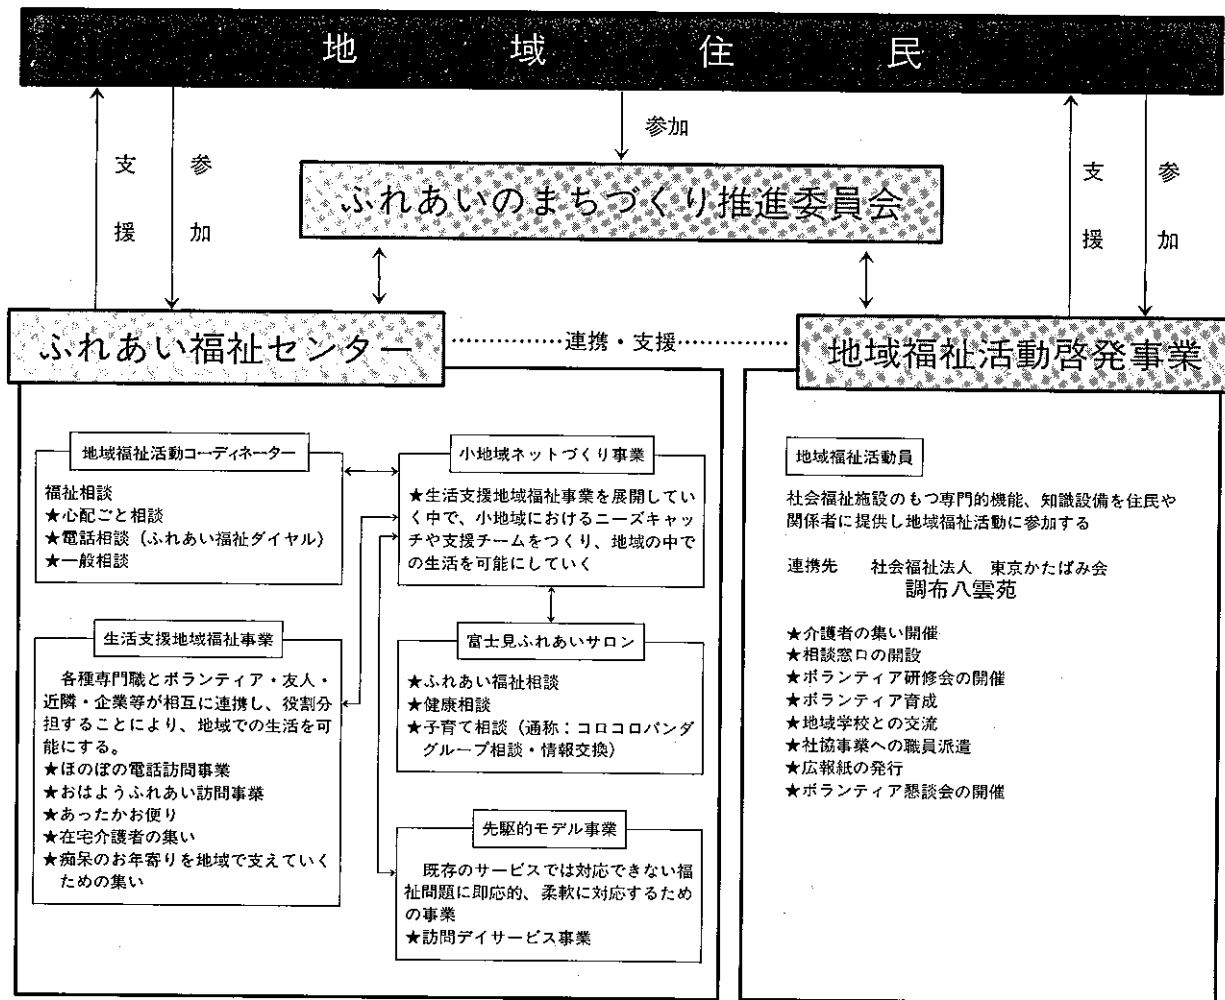 地域住民
支援
参加
参加
支援
参加
ふれあいのまちづくり推進委員会
ふれあい福祉センター
連携・支援
地域福祉活動啓発事業
地域福祉活動コーディネーター
福祉相談
★心配ごと相談
★電話相談（ふれあい福祉ダイヤル）
★一般相談
生活支援地域福祉事業
各種専門職とボランティア・友人・
近隣・企業等が相互に連携し、役割分
担することにより、地域での生活を可
能にする。
★ほのぼの電話訪問事業
★おはようふれあい訪問事業
★あったかお便り
★在宅介護者の集い
★痴呆のお年寄りを地域で支えていく
ための集い
小地域ネットづくり事業
★生活支援地域福祉事業を展開してい
く中で、小地域におけるニーズキャッ
チや支援チームをつくり、地域の中で
の生活を可能にしていく
富士見ふれあいサロン
★ふれあい福祉相談
★健康相談
★子育て相談（通称：コロコロパンダ
グループ相談・情報交換）
先駆的モデル事業
既存のサービスでは対応できない福
祉問題に即応的、柔軟に対応するため
の事業
★訪問デイサービス事業
地域福祉活動員
社会福祉施設のもつ専門的機能、知識設備を住民や
関係者に提供し地域福祉活動に参加する
連携先　社会福祉法人　東京かたばみ会
調布八雲苑
★介護者の集い開催
★相談窓口の開設
★ボランティア研修会の開催
★ボランティア育成
★地域学校との交流
★社協事業への職員派遣
★広報紙の発行
★ボランティア懇談会の開催